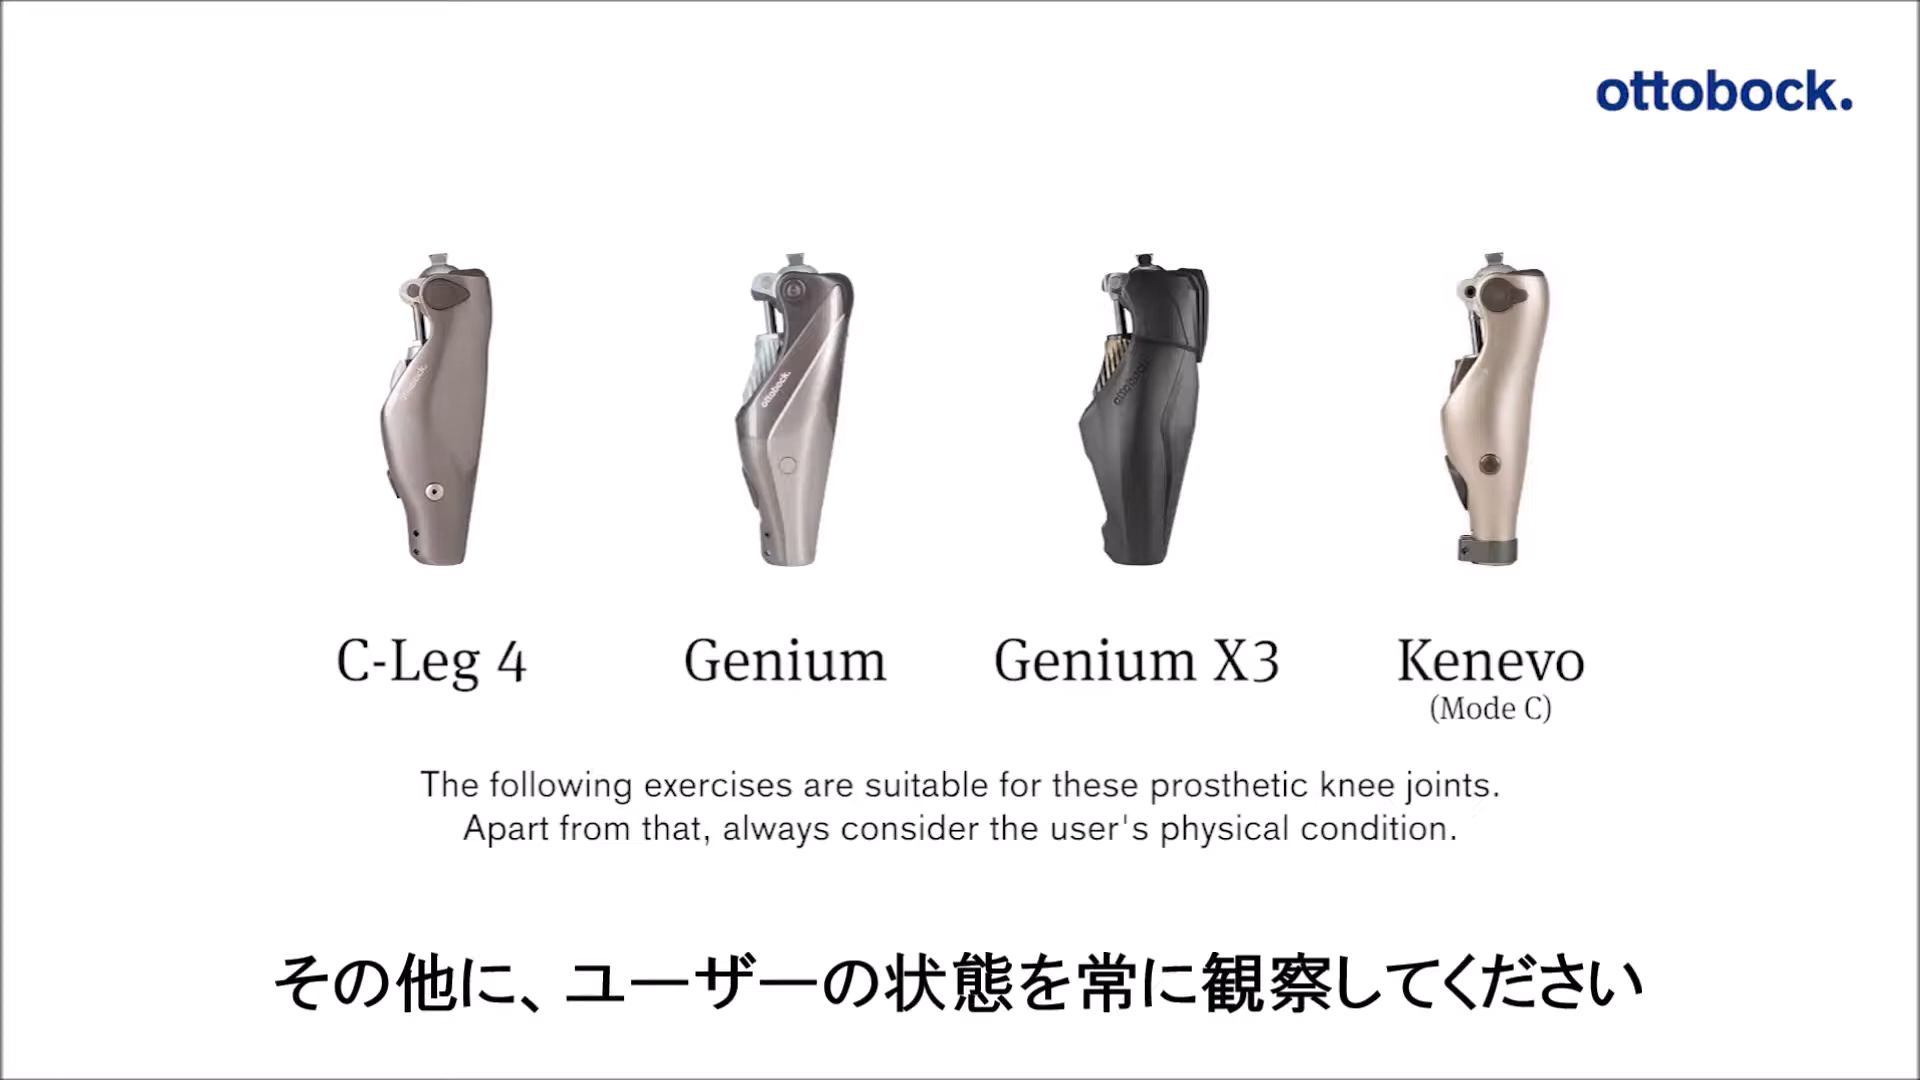 ottobock.
ottobock.
ottobock.
C-Leg 4
Genium
Genium X3
Kenevo
(Mode C)
The following exercises are suitable for these prosthetic knee joints.
Apart from that, always consider the user's physical condition.
その他に、ユーザーの状態を常に観察してください